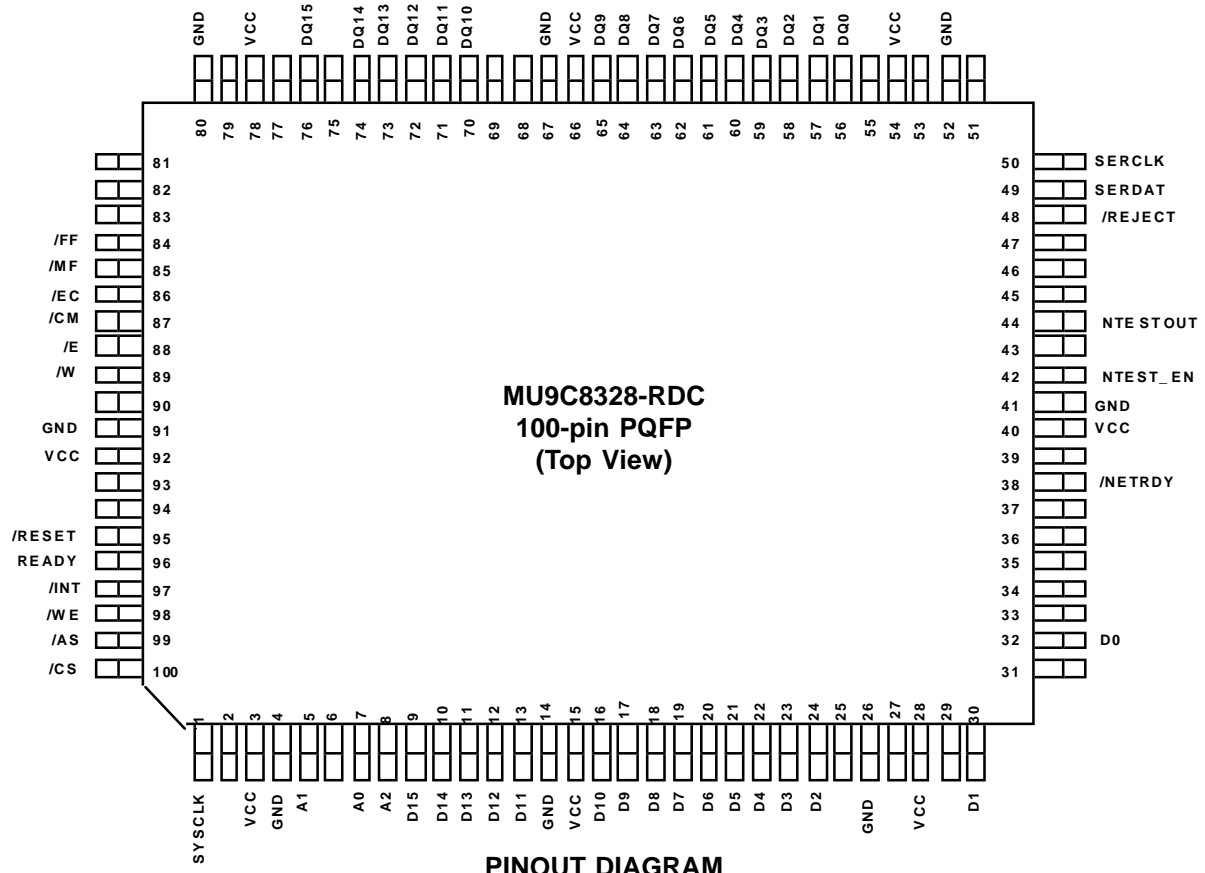 GND VCC DQ15 DQ14 DQ13 DQ12 DQ11 DQ10 GND VCC DQ9 DQ8 DQ7 DQ6 DQ5 DQ4 DQ3 DQ2 DQ1 DQ0 VCC GND
80 79 78 77 76 75 74 73 72 71 70 69 68 67 66 65 64 63 62 61 60 59 58 57 56 55 54 53 52 51
81
82
83
/FF 84
/MF 85
/EC 86
/CM 87
/E 88
/W 89
90
GND 91
VCC 92
93
94
/RESET 95
READY 96
/INT 97
/WE 98
/AS 99
/CS 100
MU9C8328-RDC
100-pin PQFP
(Top View)
50 SERCLK
49 SERDAT
48 /REJECT
47
46
45
44 NTESTOUT
43
42 NTEST_EN
41 GND
40 VCC
39
38 /NETRDY
37
36
35
34
33
32 D0
31
1 2 3 4 5 6 7 8 9 10 11 12 13 14 15 16 17 18 19 20 21 22 23 24 25 26 27 28 29 30
SYSCLK VCC GND A1 A0 A2 D15 D14 D13 D12 D11 GND VCC D10 D9 D8 D7 D6 D5 D4 D3 D2 GND VCC D1
PINOUT DIAGRAM